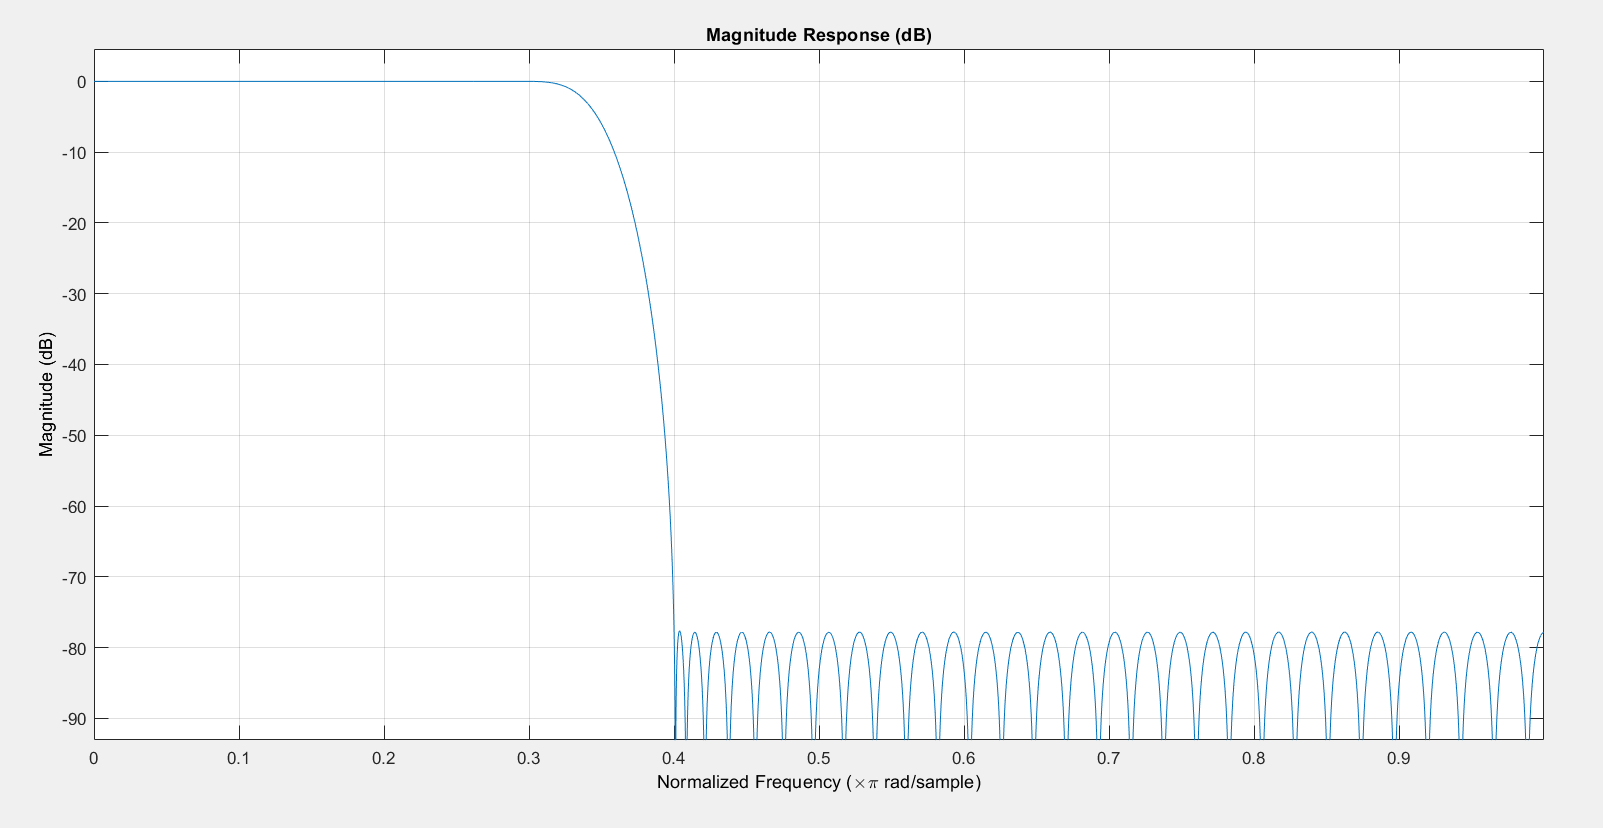 Magnitude Response (dB)
0
-10
-20
-30
-40
-50
-60
-70
-80
-90
Magnitude (dB)
0 0.1 0.2 0.3 0.4 0.5 0.6 0.7 0.8 0.9
Normalized Frequency (×π rad/sample)